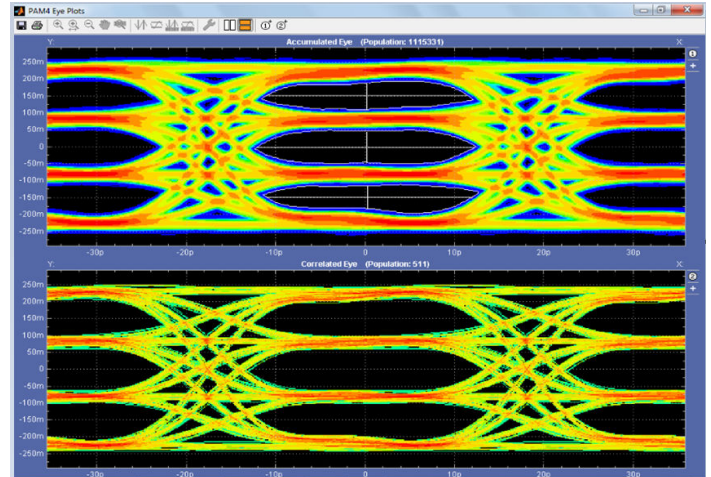 PAM4 Eye Plots
Y: Accumulated Eye (Population: 1115331) X:
1
250m
200m
150m
100m
50m
0
-50m
-100m
-150m
-200m
-250m
-30p -20p -10p 0 10p 20p 30p
Y: Correlated Eye (Population: 511) X:
2
250m
200m
150m
100m
50m
0
-50m
-100m
-150m
-200m
-250m
-30p -20p -10p 0 10p 20p 30p